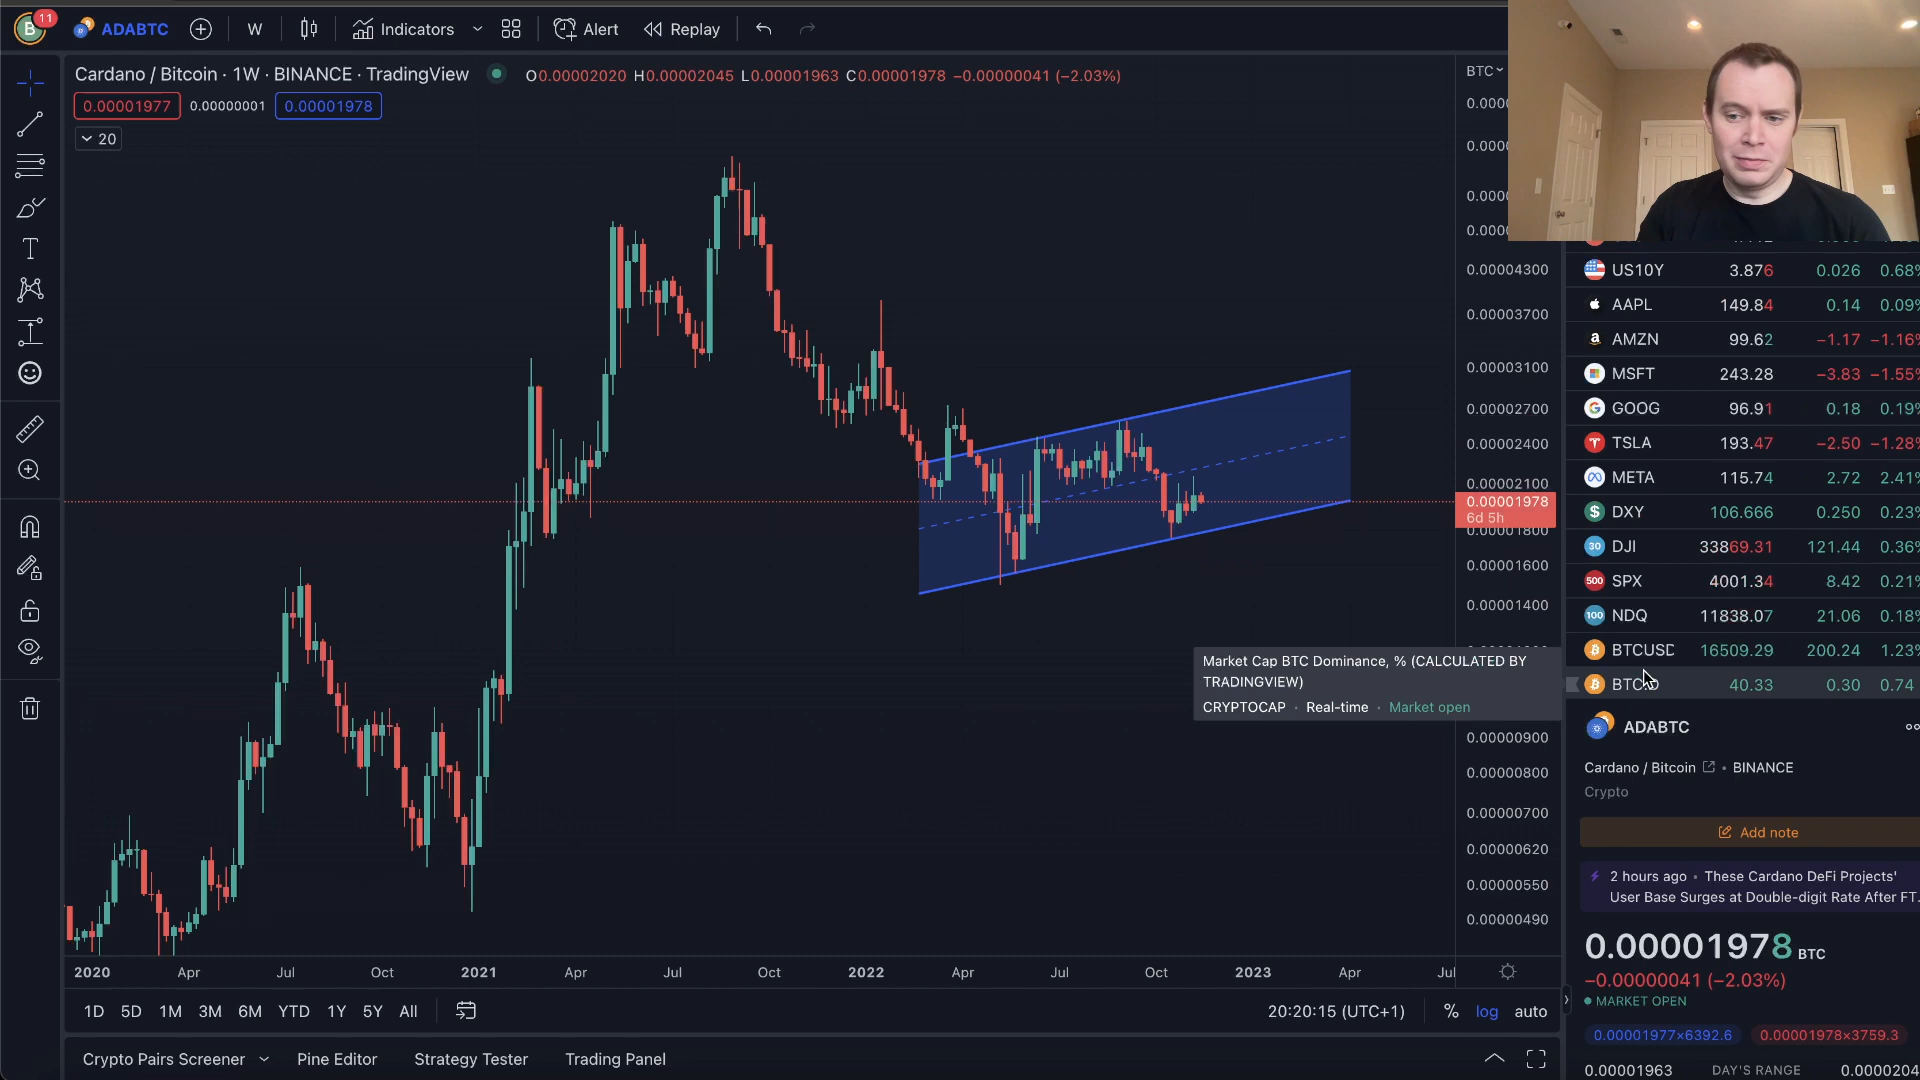 11
B
ADABTC
W
Indicators
Alert
Replay
Cardano / Bitcoin · 1W · BINANCE · TradingView
O0.00002020 H0.00002045 L0.00001963 C0.00001978 −0.00000041 (−2.03%)
0.00001977
0.00000001
0.00001978
20
BTC
0.00004300
0.00003700
0.00003100
0.00002700
0.00002400
0.00002100
0.00001978
6d 5h
0.00001800
0.00001600
0.00001400
0.00000900
0.00000800
0.00000700
0.00000620
0.00000550
0.00000490
2020
Apr
Jul
Oct
2021
Apr
Jul
Oct
2022
Apr
Jul
Oct
2023
Apr
Jul
US10Y 3.876 0.026 0.68%
AAPL 149.84 0.14 0.09%
AMZN 99.62 −1.17 −1.16%
MSFT 243.28 −3.83 −1.55%
GOOG 96.91 0.18 0.19%
TSLA 193.47 −2.50 −1.28%
META 115.74 2.72 2.41%
DXY 106.666 0.250 0.23%
30 DJI 33869.31 121.44 0.36%
500 SPX 4001.34 8.42 0.21%
100 NDQ 11838.07 21.06 0.18%
BTCUSD 16509.29 200.24 1.23%
40.33 0.30 0.74
Market Cap BTC Dominance, % (CALCULATED BY
TRADINGVIEW)
CRYPTOCAP · Real-time · Market open
ADABTC
Cardano / Bitcoin • BINANCE
Crypto
Add note
2 hours ago • These Cardano DeFi Projects'
User Base Surges at Double-digit Rate After FT
0.00001978 BTC
−0.00000041 (−2.03%)
MARKET OPEN
0.00001977×6392.6
0.00001978×3759.3
0.00001963 DAY'S RANGE 0.0000204
1D 5D 1M 3M 6M YTD 1Y 5Y All
20:20:15 (UTC+1)
% log auto
Crypto Pairs Screener
Pine Editor
Strategy Tester
Trading Panel